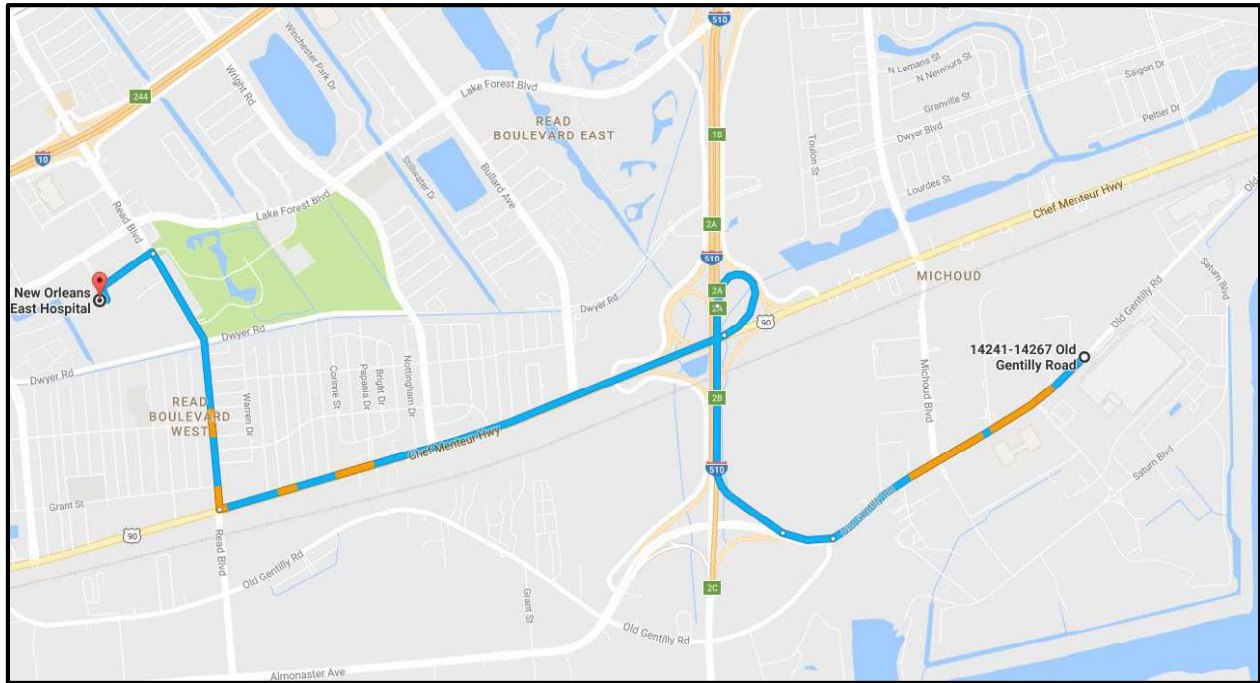 510
Winchester Park Dr
Wright Rd
244
Lake Forest Blvd
N Lemans St
N Nemours St
Saigon Dr
Granville St
Peltier Dr
READ
BOULEVARD EAST
1B
Dwyer Blvd
Toulon St
10
Stillwater Dr
Bullard Ave
Lourdes St
Read Blvd
Lake Forest Blvd
Chef Menteur Hwy
Old
2A
510
Saturn Blvd
MICHOUD
New Orleans
East Hospital
2A
2A
Dwyer Rd
Old Gentilly Rd
90
Dwyer Rd
14241-14267 Old
Gentilly Road
Dwyer Rd
Corinne St
Papania Dr
Bright Dr
Nottingham Dr
Michoud Blvd
READ
BOULEVARD
WEST
Warren Dr
2B
Chef Menteur Hwy
510
Saturn Blvd
Grant St
Old Gentilly Rd
90
Read Blvd
Old Gentilly Rd
2C
Grant St
Old Gentilly Rd
Almonaster Ave